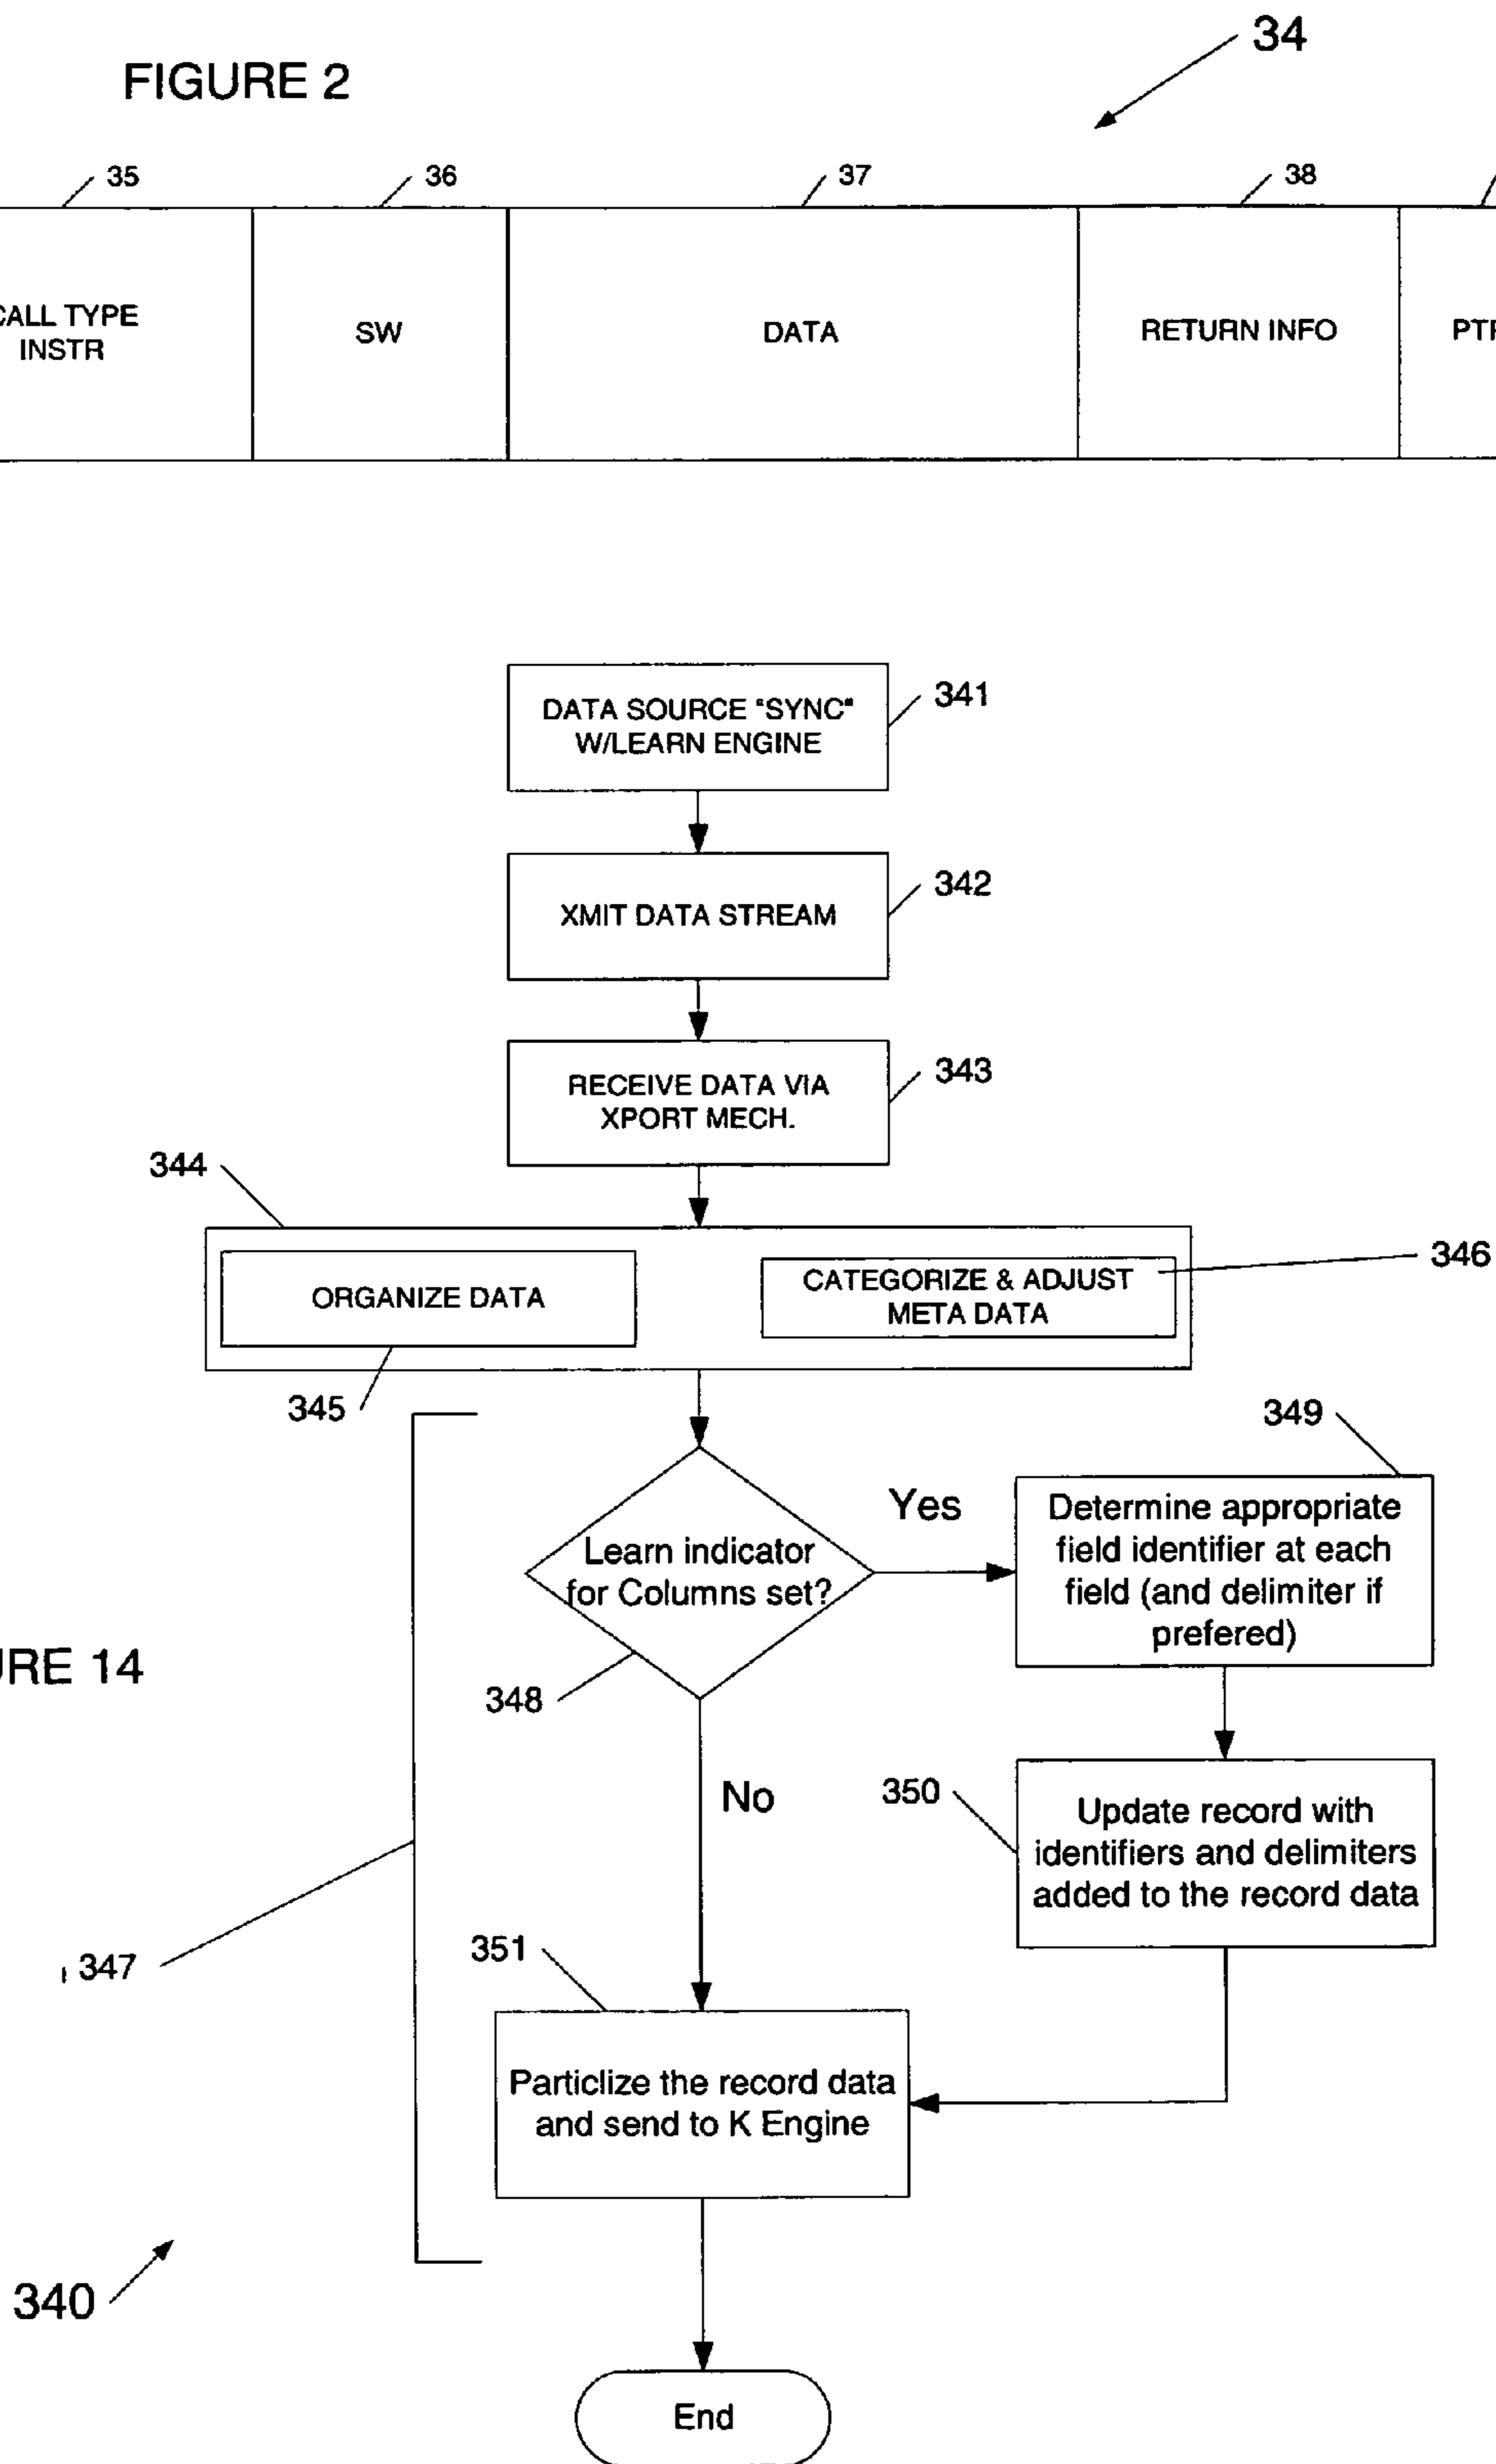 34
FIGURE 2
35
36
37
38
CALL TYPE
INSTR
SW
DATA
RETURN INFO
341
DATA SOURCE "SYNC"
W/LEARN ENGINE
342
XMIT DATA STREAM
343
RECEIVE DATA VIA
XPORT MECH.
344
346
ORGANIZE DATA
CATEGORIZE & ADJUST
META DATA
345
349
Yes
Learn indicator
for Columns set?
Determine appropriate
field identifier at each
field (and delimiter if
prefered)
URE 14
348
No
350
Update record with
identifiers and delimiters
added to the record data
347
351
Particlize the record data
and send to K Engine
340
End